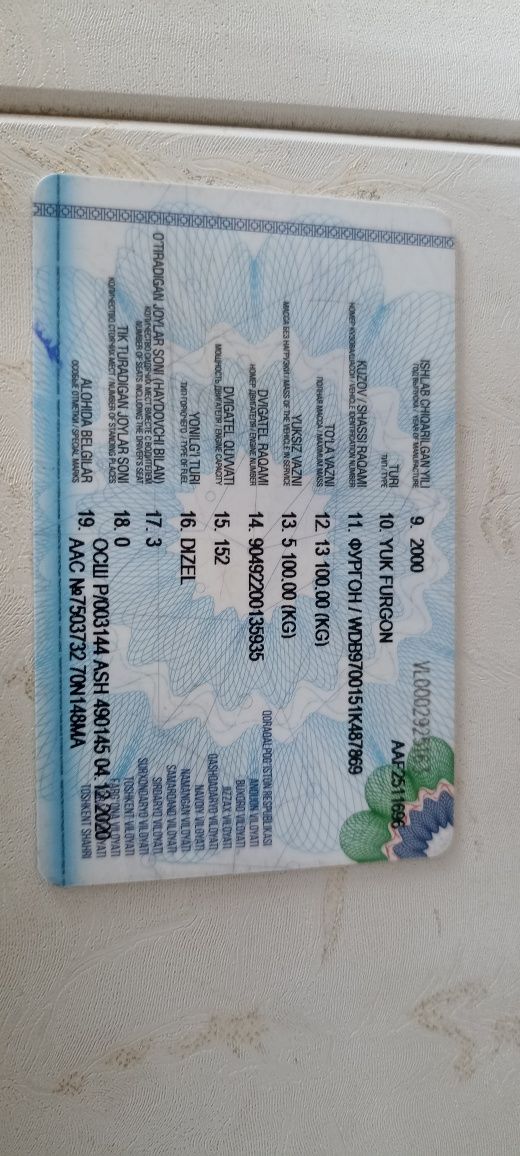 ISHLAB CHIQARILGAN YILI 9. 2000
ГОД ВЫПУСКА / YEAR OF MANUFACTURE
TURI 10. YUK FURGON
ТИП / TYPE
KUZOV / SHASSI RAQAMI 11. ФУРГОН / WDB9700151K487869
НОМЕР КУЗОВА/ШАССИ / VEHICLE IDENTIFICATION NUMBER
TO'LA VAZNI 12. 13 100.00 (KG)
ПОЛНАЯ МАССА / MAXIMUM MASS
YUKSIZ VAZNI 13. 5 100.00 (KG)
МАССА БЕЗ НАГРУЗКИ / MASS OF THE VEHICLE IN SERVICE
DVIGATEL RAQAMI 14. 90492200135935
НОМЕР ДВИГАТЕЛЯ / ENGINE NUMBER
DVIGATEL QUVVATI 15. 152
МОЩНОСТЬ ДВИГАТЕЛЯ / ENGINE CAPACITY
YONILG'I TURI 16. DIZEL
ТИП ГОРЮЧЕГО / TYPE OF FUEL
O'TIRADIGAN JOYLAR SONI (HAYDOVCHI BILAN) 17. 3
КОЛИЧЕСТВО СИДЯЧИХ МЕСТ ВМЕСТЕ С ВОДИТЕЛЕМ
NUMBER OF SEATS INCLUDING THE DRIVER'S SEAT
TIK TURADIGAN JOYLAR SONI 18. 0
КОЛИЧЕСТВО СТОЯЧИХ МЕСТ / NUMBER OF STANDING PLACES
ALOHIDA BELGILAR 19. ОСШ Р/003144 ASH 490145 04.12.2020
ОСОБЫЕ ОТМЕТКИ / SPECIAL MARKS
AAC №7503732 70N148MA
AAF2511696
QORAQALPOG'ISTON RESPUBLIKASI
ANDIJON VILOYATI
BUXORO VILOYATI
JIZZAX VILOYATI
QASHQADARYO VILOYATI
NAVOIY VILOYATI
NAMANGAN VILOYATI
SAMARQAND VILOYATI
SIRDARYO VILOYATI
SURXONDARYO VILOYATI
TOSHKENT VILOYATI
FARG'ONA VILOYATI
TOSHKENT SHAHRI